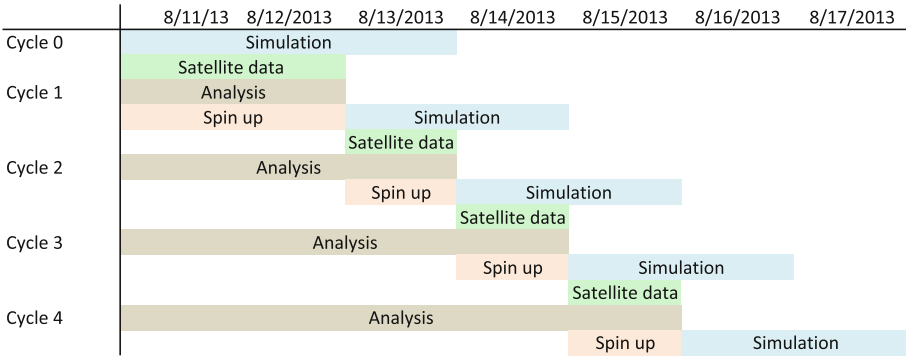 8/11/13 8/12/2013 8/13/2013 8/14/2013 8/15/2013 8/16/2013 8/17/2013
Cycle 0 Simulation
Satellite data
Cycle 1 Analysis
Spin up Simulation
Satellite data
Cycle 2 Analysis
Spin up Simulation
Satellite data
Cycle 3 Analysis
Spin up Simulation
Satellite data
Cycle 4 Analysis
Spin up Simulation